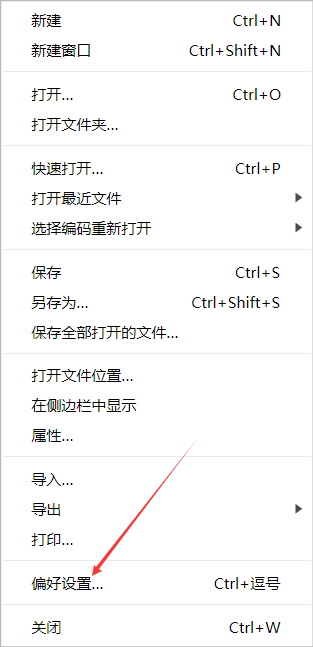 新建 Ctrl+N
新建窗口 Ctrl+Shift+N
打开... Ctrl+O
打开文件夹...
快速打开... Ctrl+P
打开最近文件
选择编码重新打开
保存 Ctrl+S
另存为... Ctrl+Shift+S
保存全部打开的文件...
打开文件位置...
在侧边栏中显示
属性...
导入...
导出
打印...
偏好设置... Ctrl+逗号
关闭 Ctrl+W